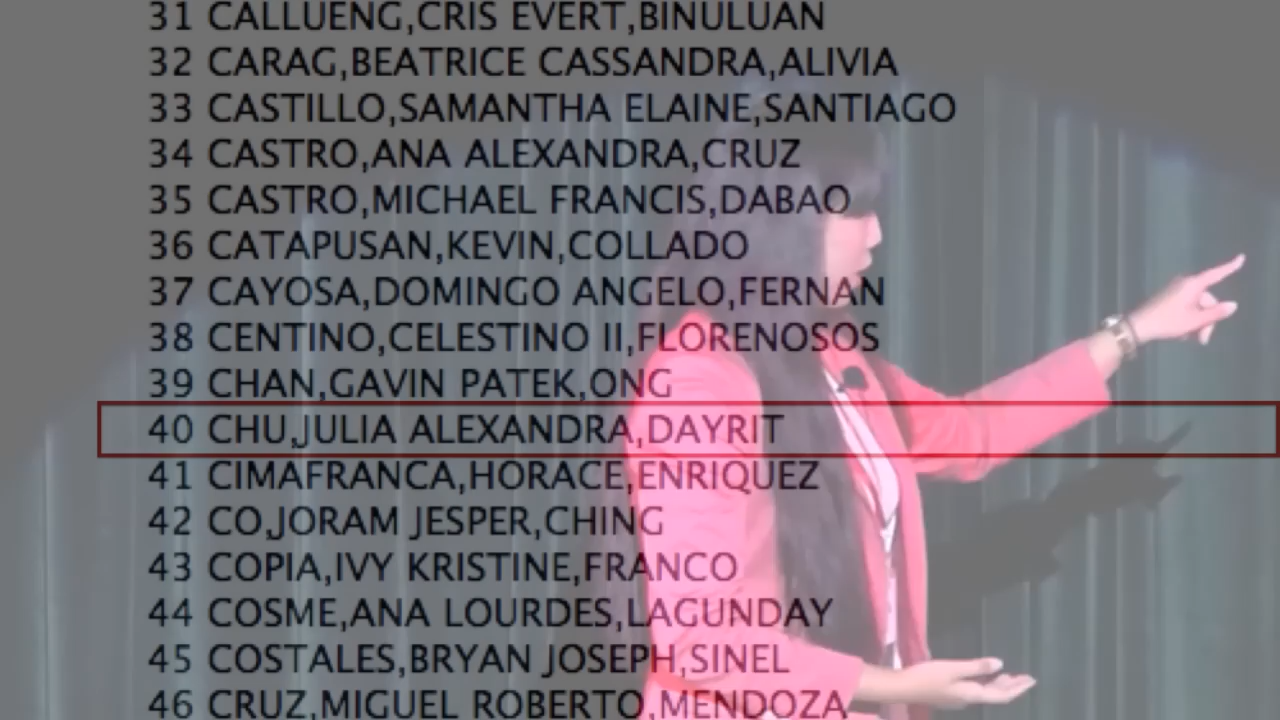 31 CALLUENG,CRIS EVERT,BINULUAN
32 CARAG,BEATRICE CASSANDRA,ALIVIA
33 CASTILLO,SAMANTHA ELAINE,SANTIAGO
34 CASTRO,ANA ALEXANDRA,CRUZ
35 CASTRO,MICHAEL FRANCIS,DABAO
36 CATAPUSAN,KEVIN,COLLADO
37 CAYOSA,DOMINGO ANGELO,FERNAN
38 CENTINO,CELESTINO II,FLORENOSOS
39 CHAN,GAVIN PATEK,ONG
40 CHU,JULIA ALEXANDRA,DAYRIT
41 CIMAFRANCA,HORACE,ENRIQUEZ
42 CO,JORAM JESPER,CHING
43 COPIA,IVY KRISTINE,FRANCO
44 COSME,ANA LOURDES,LAGUNDAY
45 COSTALES,BRYAN JOSEPH,SINEL
46 CRUZ,MIGUEL ROBERTO,MENDOZA